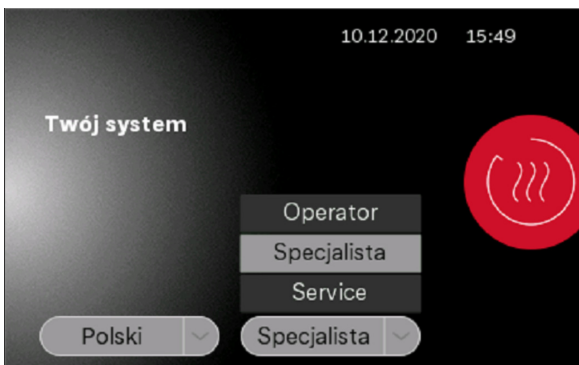 10.12.2020 15:49
Twój system
Operator
Specjalista
Service
Polski Specjalista